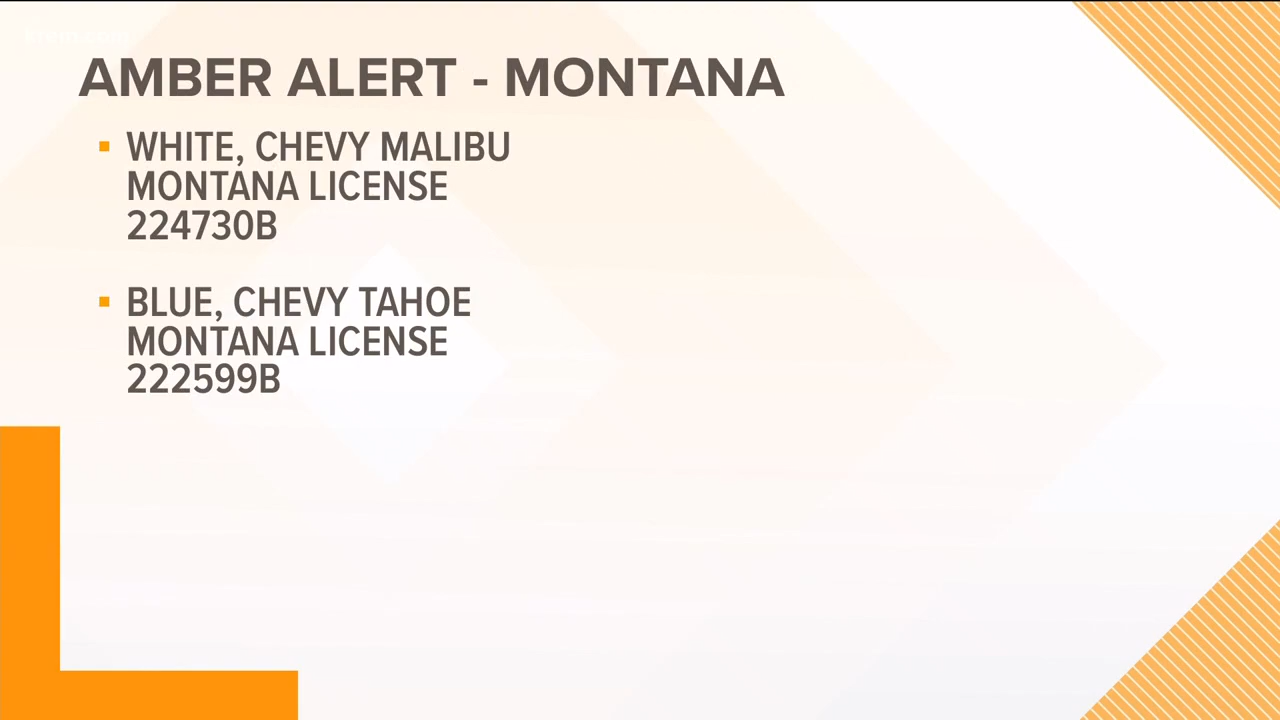 AMBER ALERT - MONTANA
WHITE, CHEVY MALIBU
MONTANA LICENSE
224730B
BLUE, CHEVY TAHOE
MONTANA LICENSE
222599B